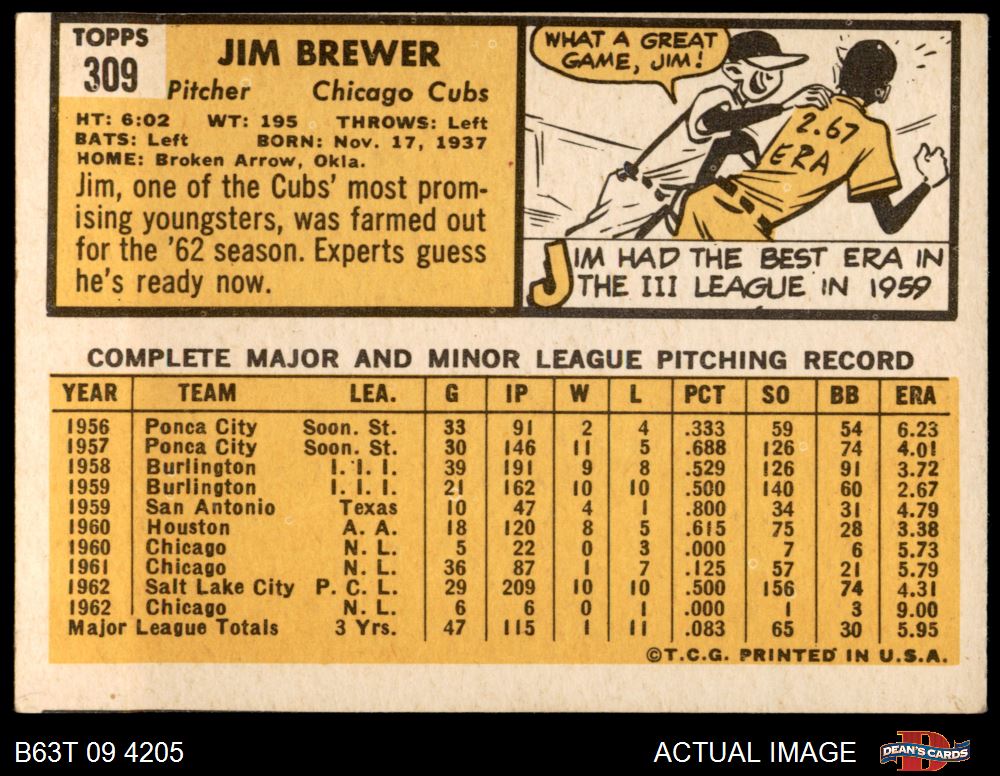 TOPPS
309
JIM BREWER
Pitcher Chicago Cubs
HT: 6:02 WT: 195 THROWS: Left
BATS: Left BORN: Nov. 17, 1937
HOME: Broken Arrow, Okla.
Jim, one of the Cubs' most prom-
ising youngsters, was farmed out
for the '62 season. Experts guess
he's ready now.
WHAT A GREAT
GAME, JIM!
2.67
ERA
JIM HAD THE BEST ERA IN
THE III LEAGUE IN 1959
COMPLETE MAJOR AND MINOR LEAGUE PITCHING RECORD
YEAR TEAM LEA. G IP W L PCT SO BB ERA
1956 Ponca City Soon. St. 33 91 2 4 .333 59 54 6.23
1957 Ponca City Soon. St. 30 146 11 5 .688 126 74 4.01
1958 Burlington I. I. I. 39 191 9 8 .529 126 91 3.72
1959 Burlington I. I. I. 21 162 10 10 .500 140 60 2.67
1959 San Antonio Texas 10 47 4 1 .800 34 31 4.79
1960 Houston A. A. 18 120 8 5 .615 75 28 3.38
1960 Chicago N. L. 5 22 0 3 .000 7 6 5.73
1961 Chicago N. L. 36 87 1 7 .125 57 21 5.79
1962 Salt Lake City P. C. L. 29 209 10 10 .500 156 74 4.31
1962 Chicago N. L. 6 6 0 1 .000 1 3 9.00
Major League Totals 3 Yrs. 47 115 1 11 .083 65 30 5.95
©T.C.G. PRINTED IN U.S.A.
B63T 09 4205 ACTUAL IMAGE
D
DEAN'S CARDS